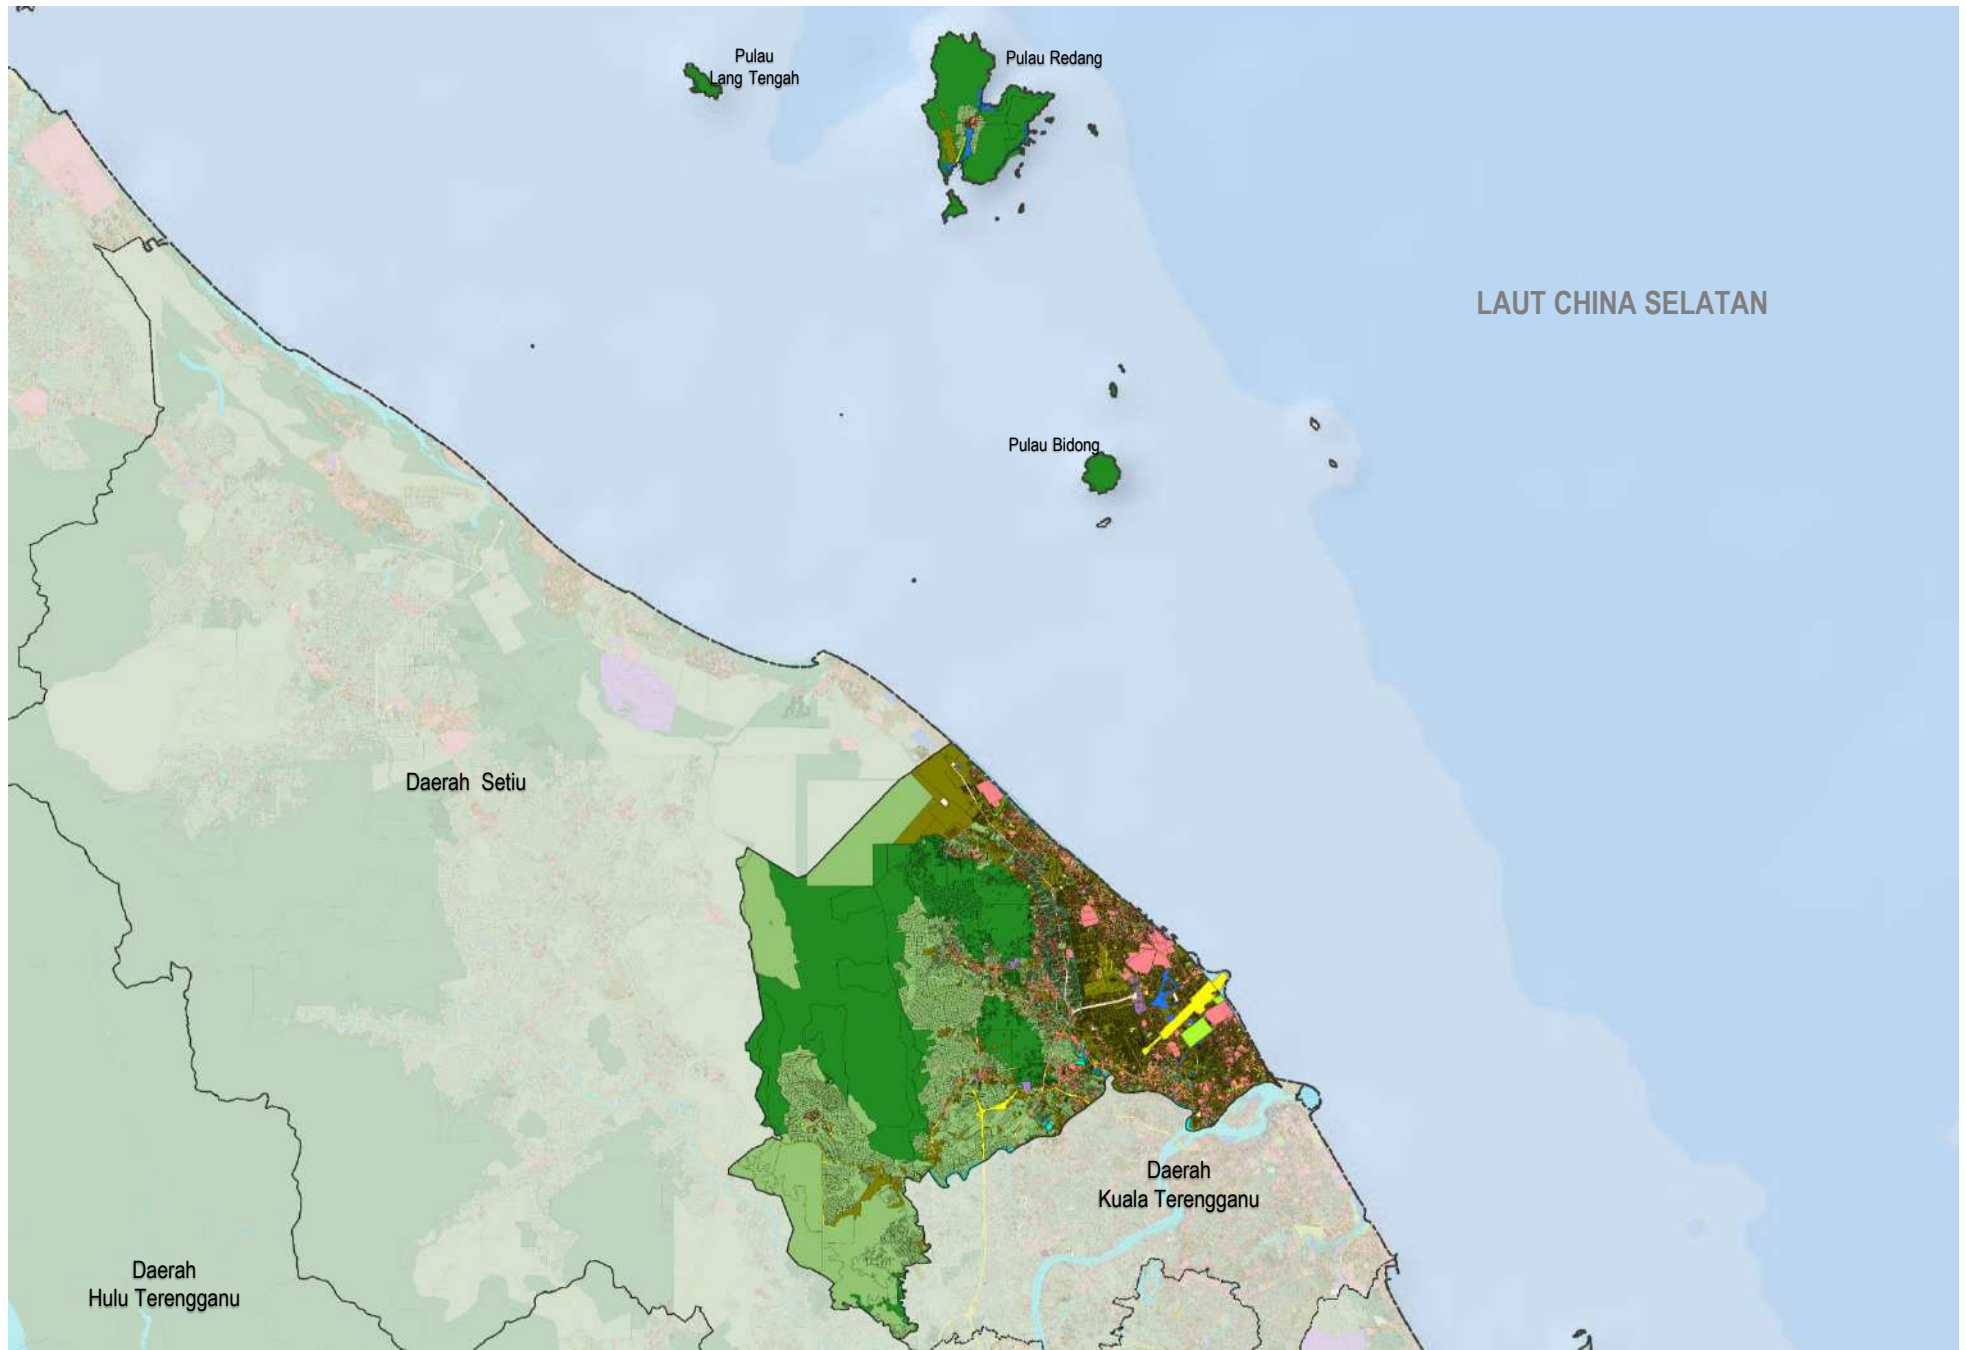 Pulau
Lang Tengah
Pulau Redang
LAUT CHINA SELATAN
Pulau Bidong
Daerah Setiu
Daerah
Kuala Terengganu
Daerah
Hulu Terengganu